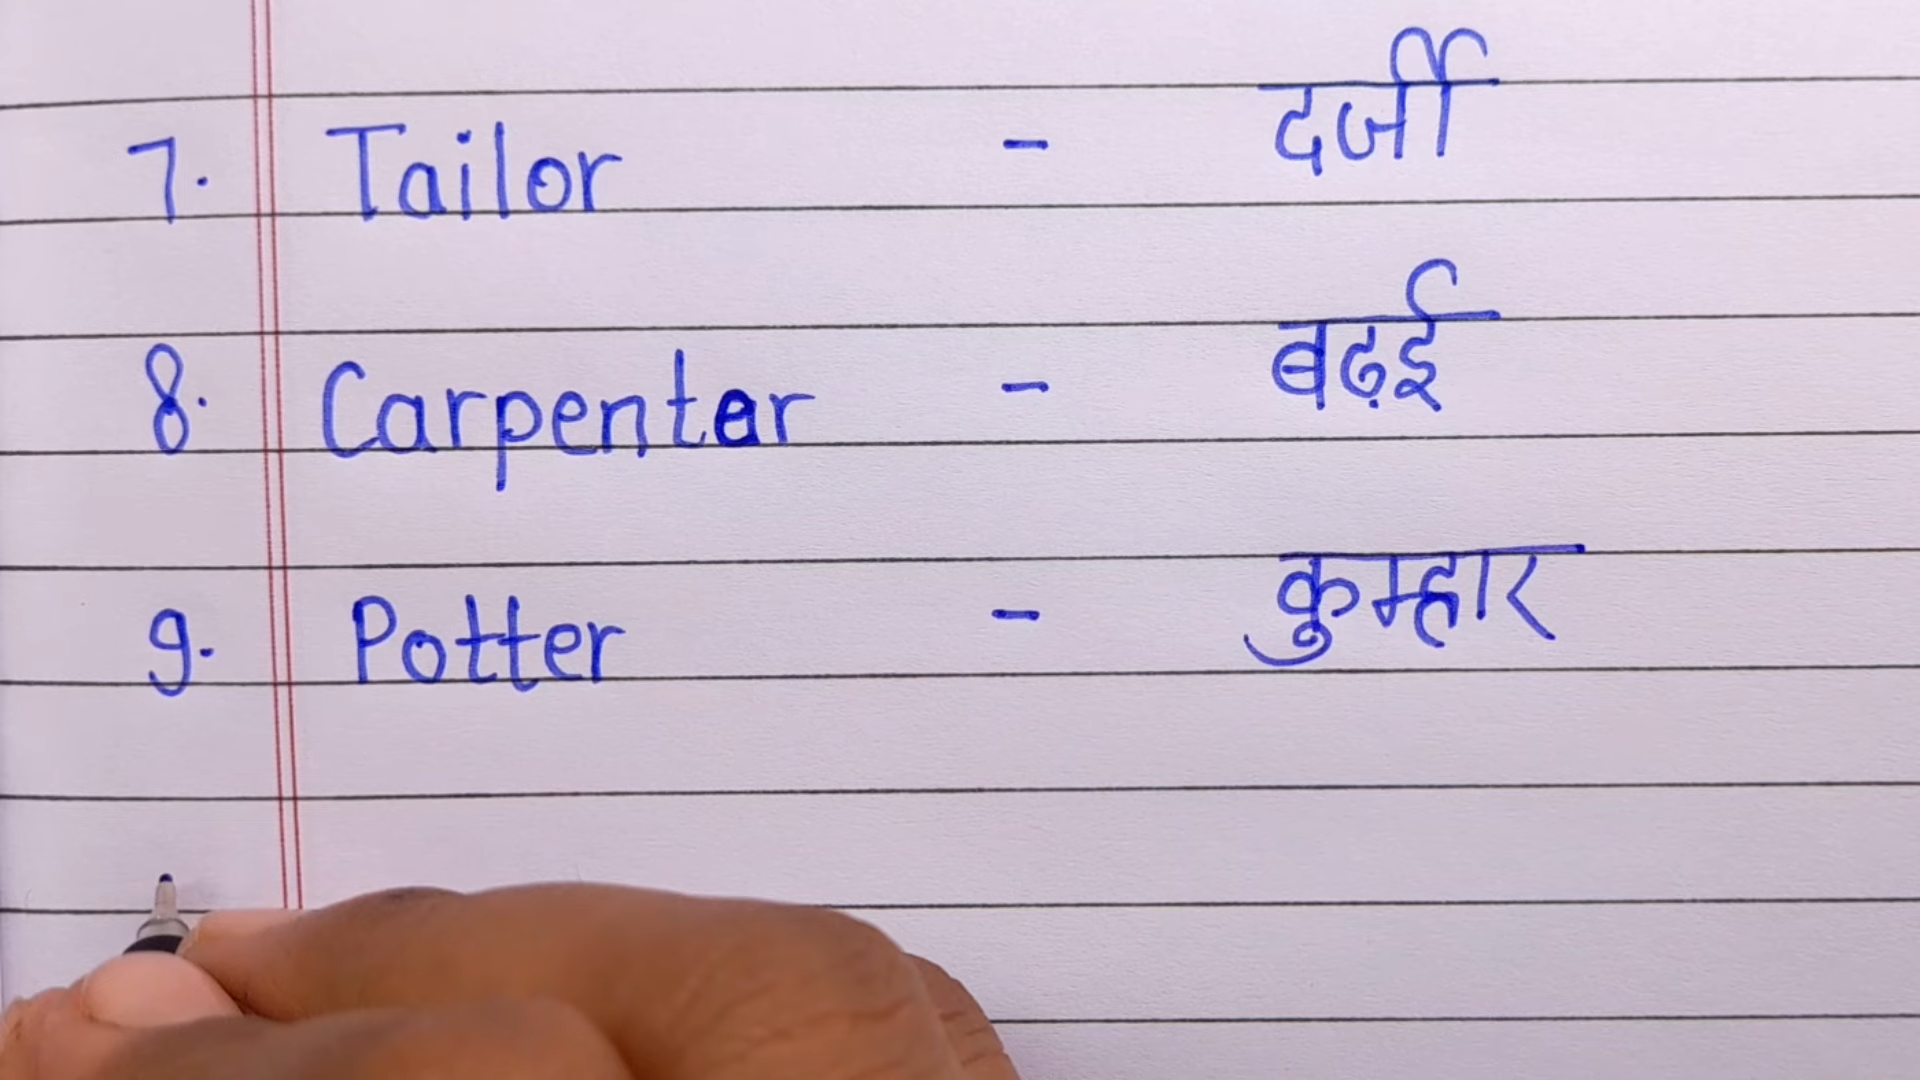 7. Tailor - दर्जी
8. Carpenter - बढ़ई
9. Potter - कुम्हार